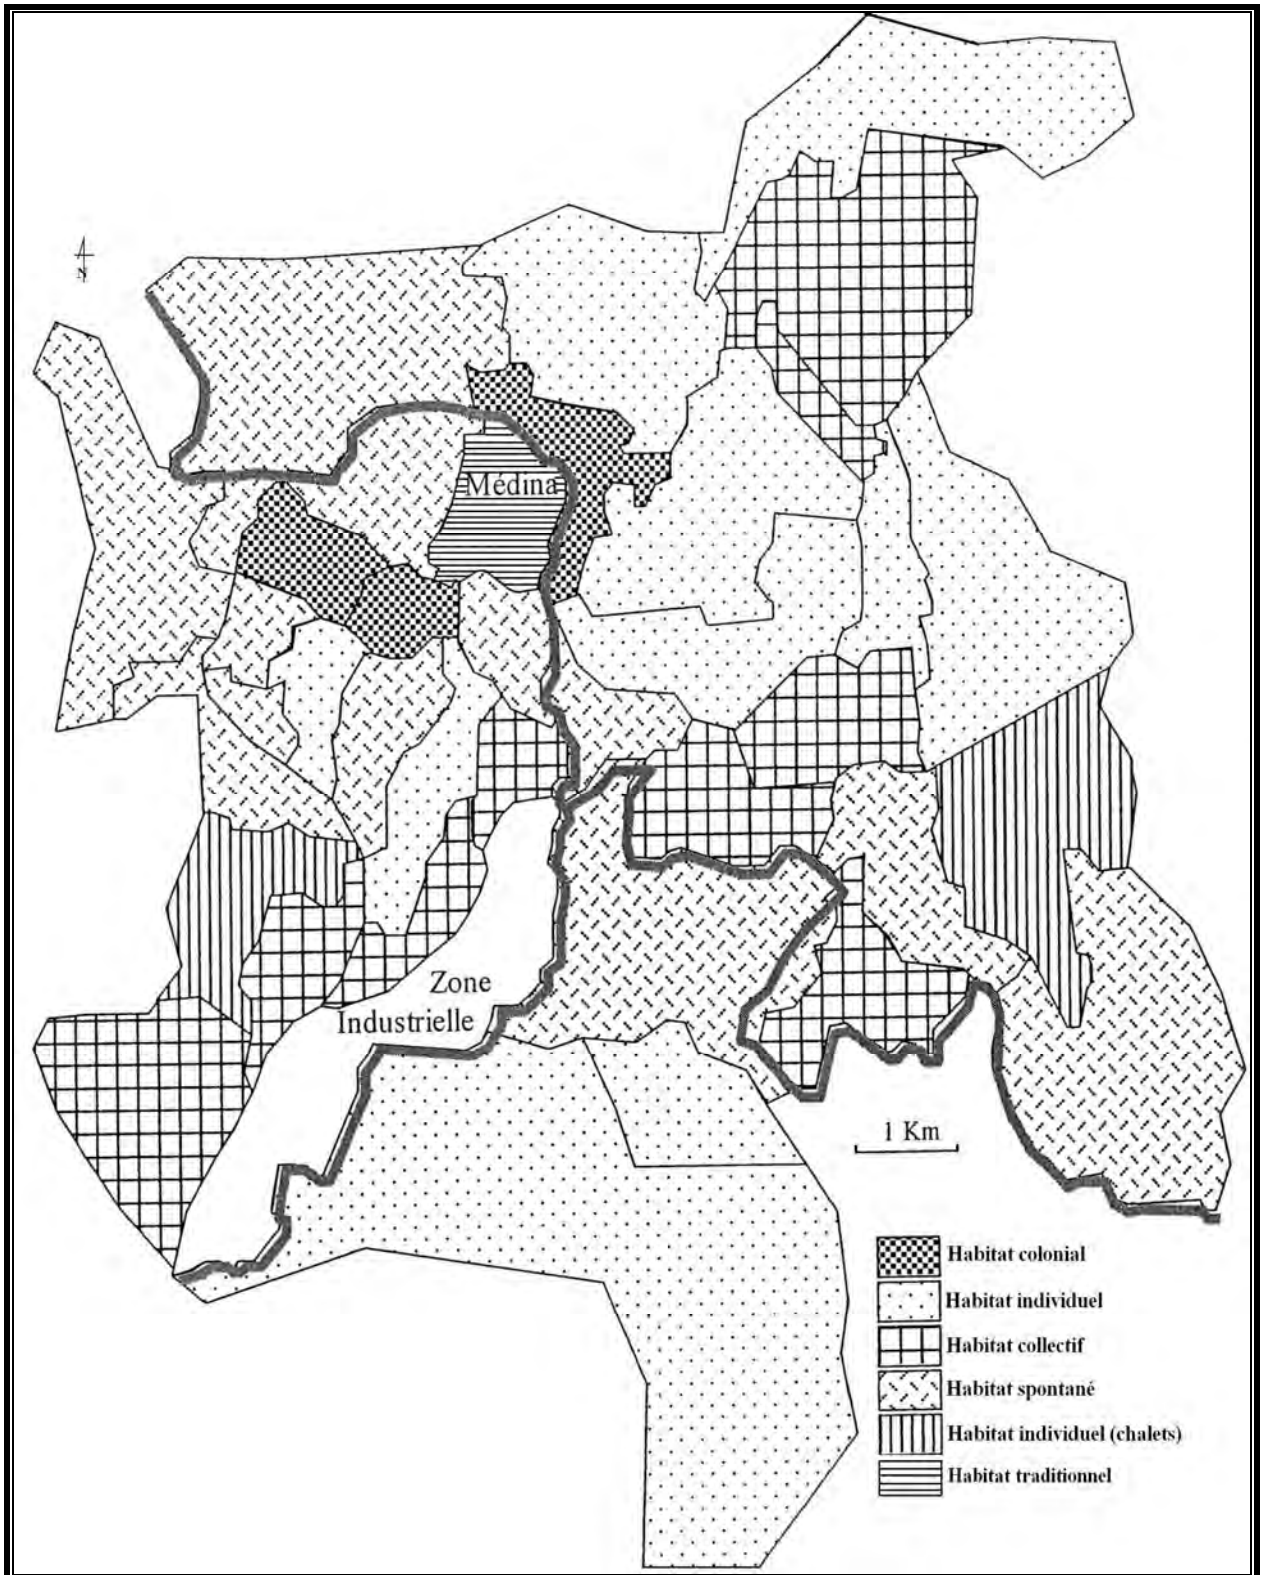 N
Médina
Zone
Industrielle
1 Km
Habitat colonial
Habitat individuel
Habitat collectif
Habitat spontané
Habitat individuel (chalets)
Habitat traditionnel